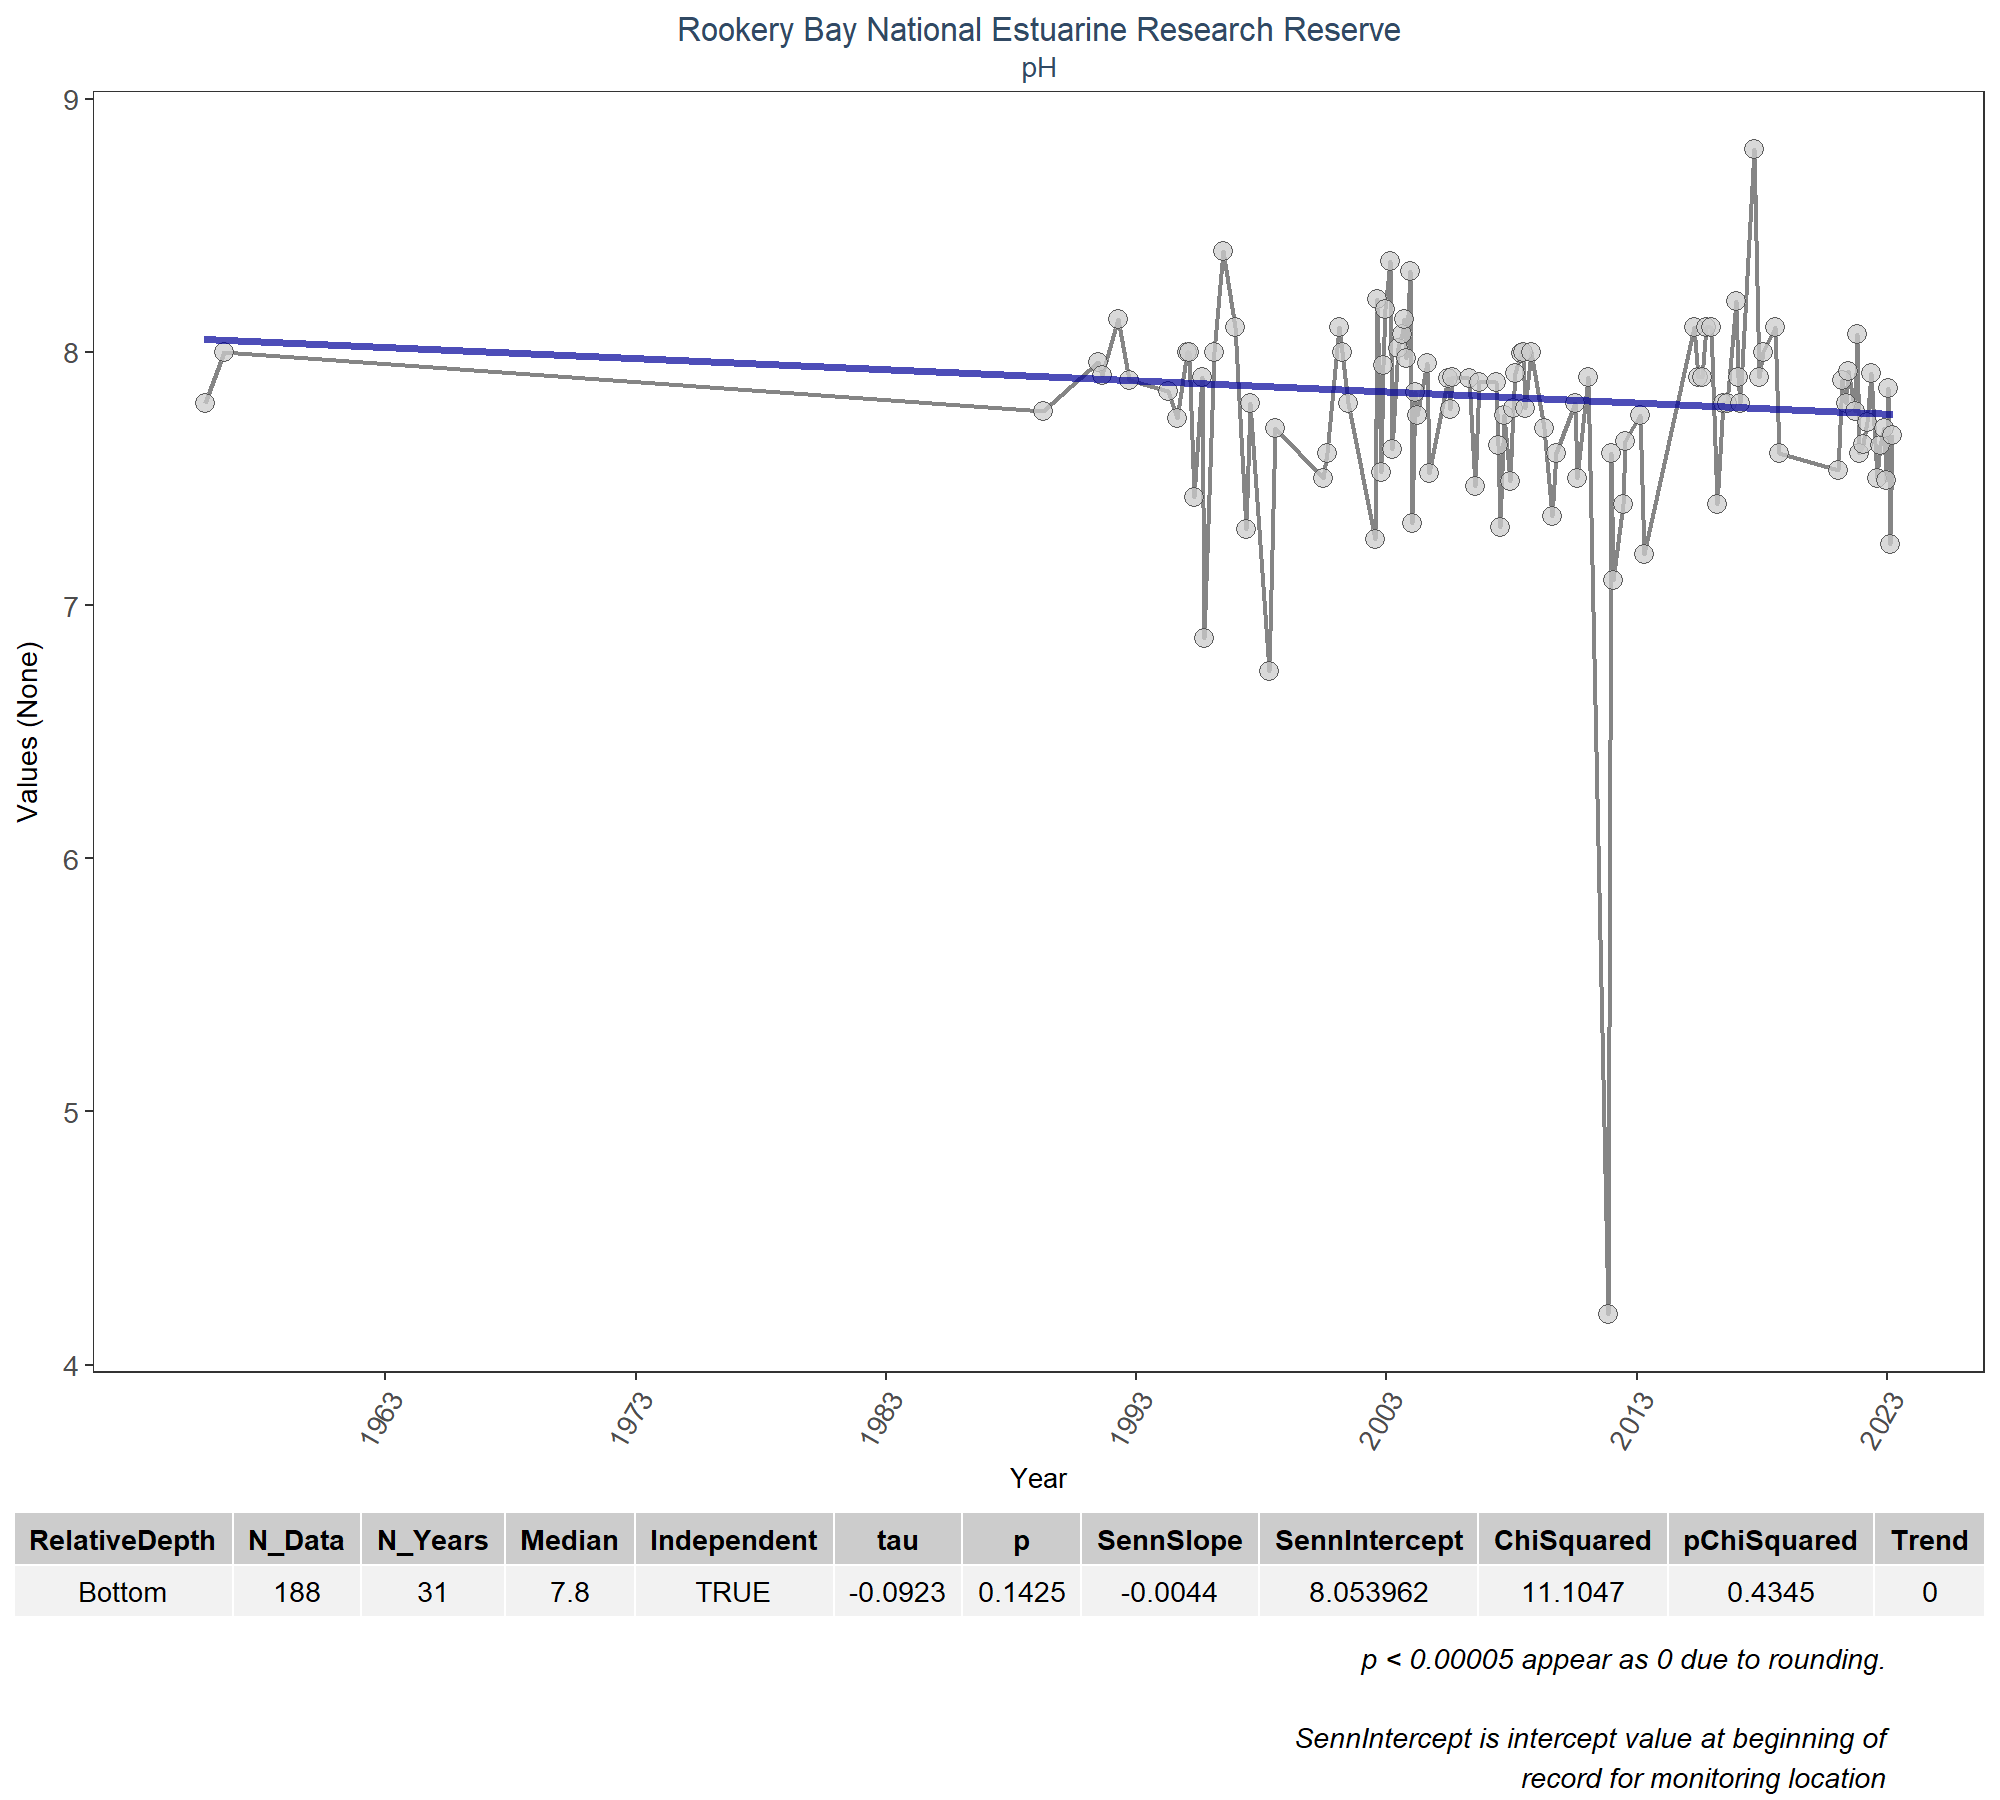 Rookery Bay National Estuarine Research Reserve
pH
9
8
7
6
5
4
Values (None)
1963 1973 1983 1993 2003 2013 2023
Year
RelativeDepth N_Data N_Years Median Independent tau p SennSlope SennIntercept ChiSquared pChiSquared Trend
Bottom 188 31 7.8 TRUE -0.0923 0.1425 -0.0044 8.053962 11.1047 0.4345 0
p < 0.00005 appear as 0 due to rounding.
SennIntercept is intercept value at beginning of
record for monitoring location